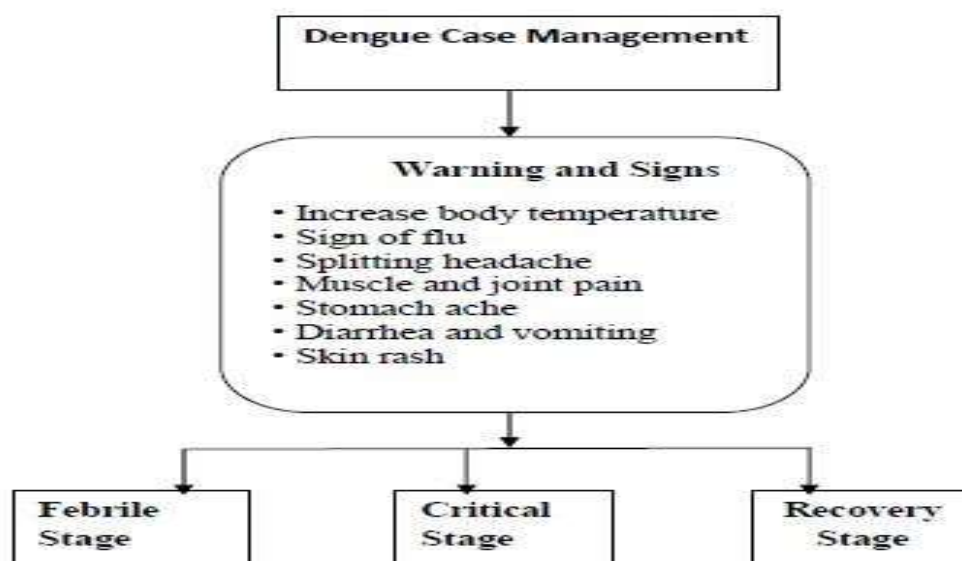 Dengue Case Management
Warning and Signs
• Increase body temperature
• Sign of flu
• Splitting headache
• Muscle and joint pain
• Stomach ache
• Diarrhea and vomiting
• Skin rash
Febrile
Stage
Critical
Stage
Recovery
Stage